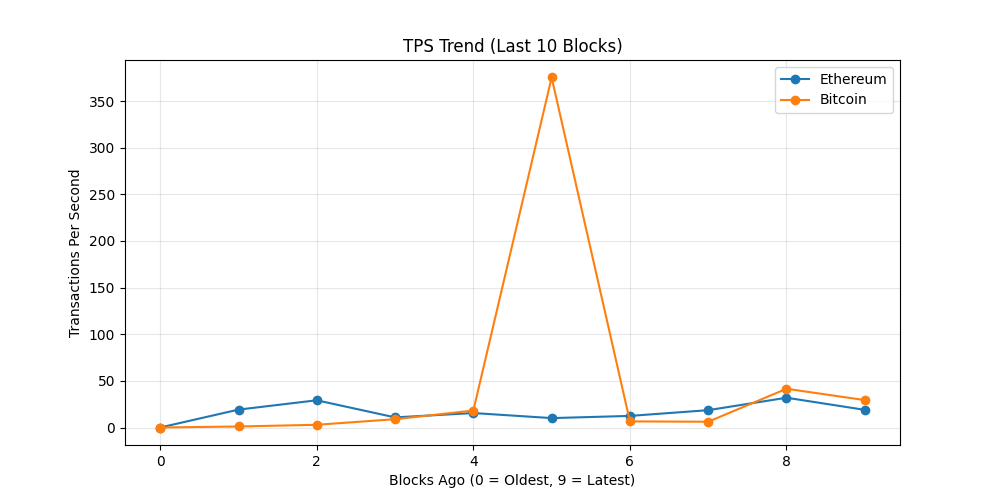 TPS Trend (Last 10 Blocks)
Ethereum
Bitcoin
Transactions Per Second
350
300
250
200
150
100
50
0
0 2 4 6 8
Blocks Ago (0 = Oldest, 9 = Latest)